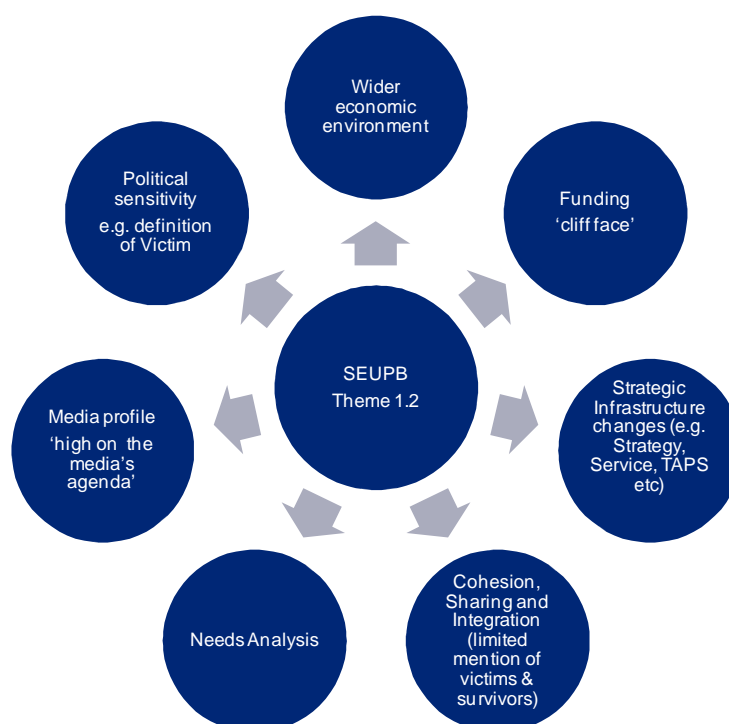 Wider
economic
environment
Political
sensitivity
e.g. definition
of Victim
Funding
‘cliff face’
SEUPB
Theme 1.2
Media profile
‘high on the
media’s
agenda’
Strategic
Infrastructure
changes (e.g.
Strategy,
Service, TAPS
etc)
Needs Analysis
Cohesion,
Sharing and
Integration
(limited
mention of
victims &
survivors)